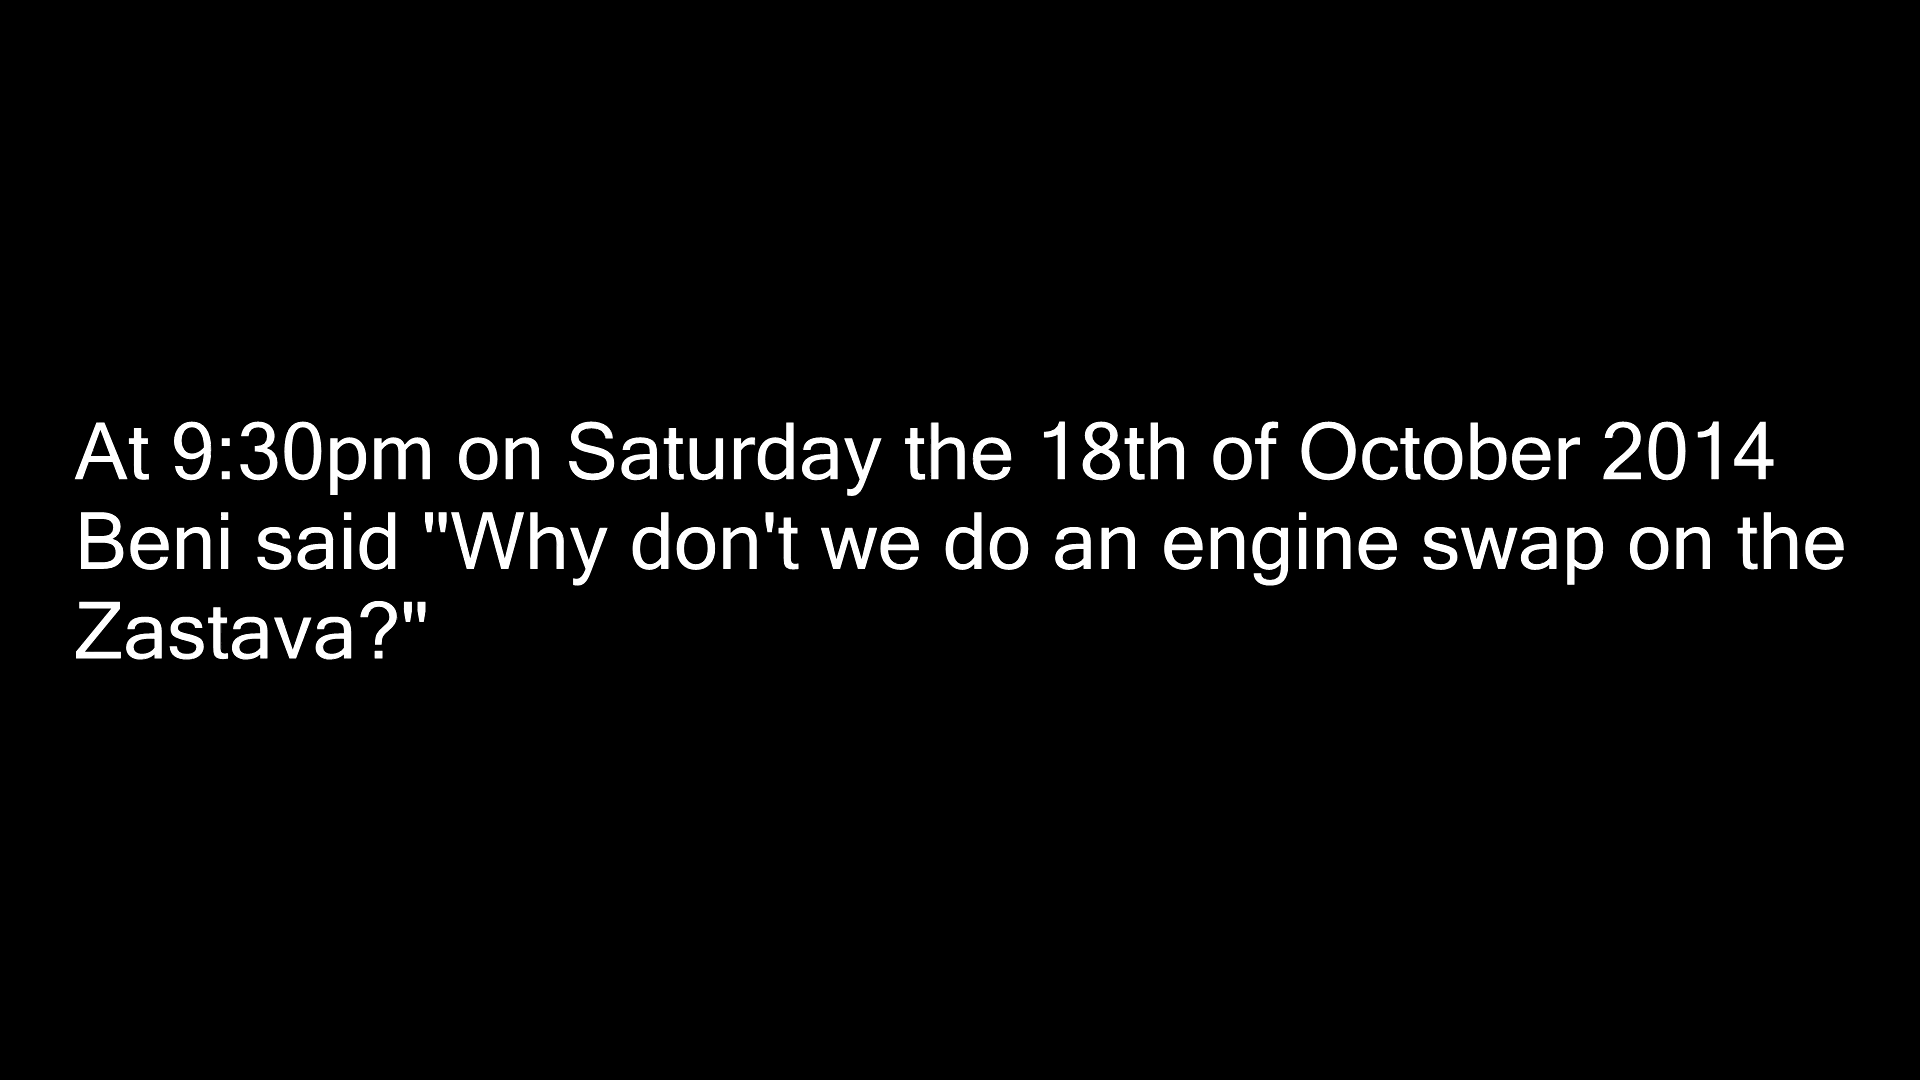 At 9:30pm on Saturday the 18th of October 2014
Beni said "Why don't we do an engine swap on the
Zastava?"